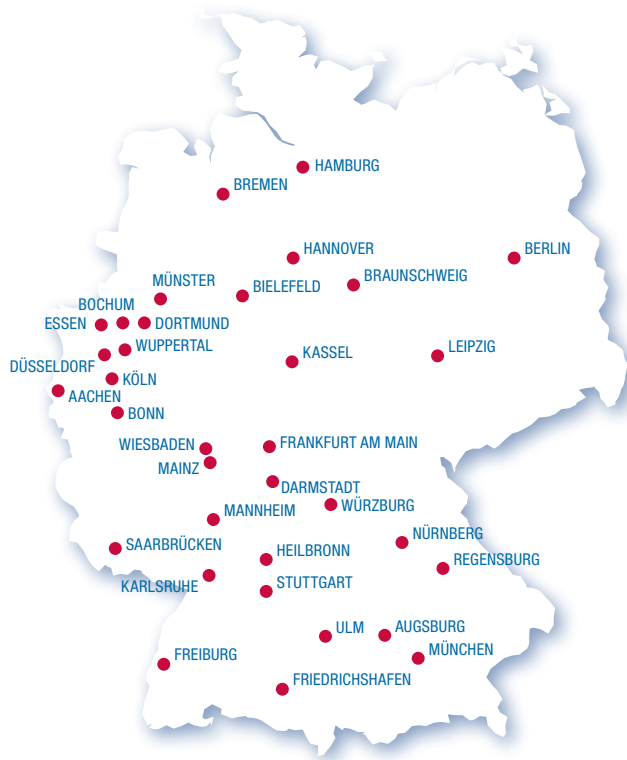 HAMBURG
BREMEN
HANNOVER
BERLIN
MÜNSTER
BIELEFELD
BRAUNSCHWEIG
BOCHUM
ESSEN
DORTMUND
WUPPERTAL
DÜSSELDORF
KASSEL
LEIPZIG
KÖLN
AACHEN
BONN
WIESBADEN
FRANKFURT AM MAIN
MAINZ
DARMSTADT
WÜRZBURG
MANNHEIM
NÜRNBERG
SAARBRÜCKEN
HEILBRONN
REGENSBURG
KARLSRUHE
STUTTGART
ULM
AUGSBURG
MÜNCHEN
FREIBURG
FRIEDRICHSHAFEN